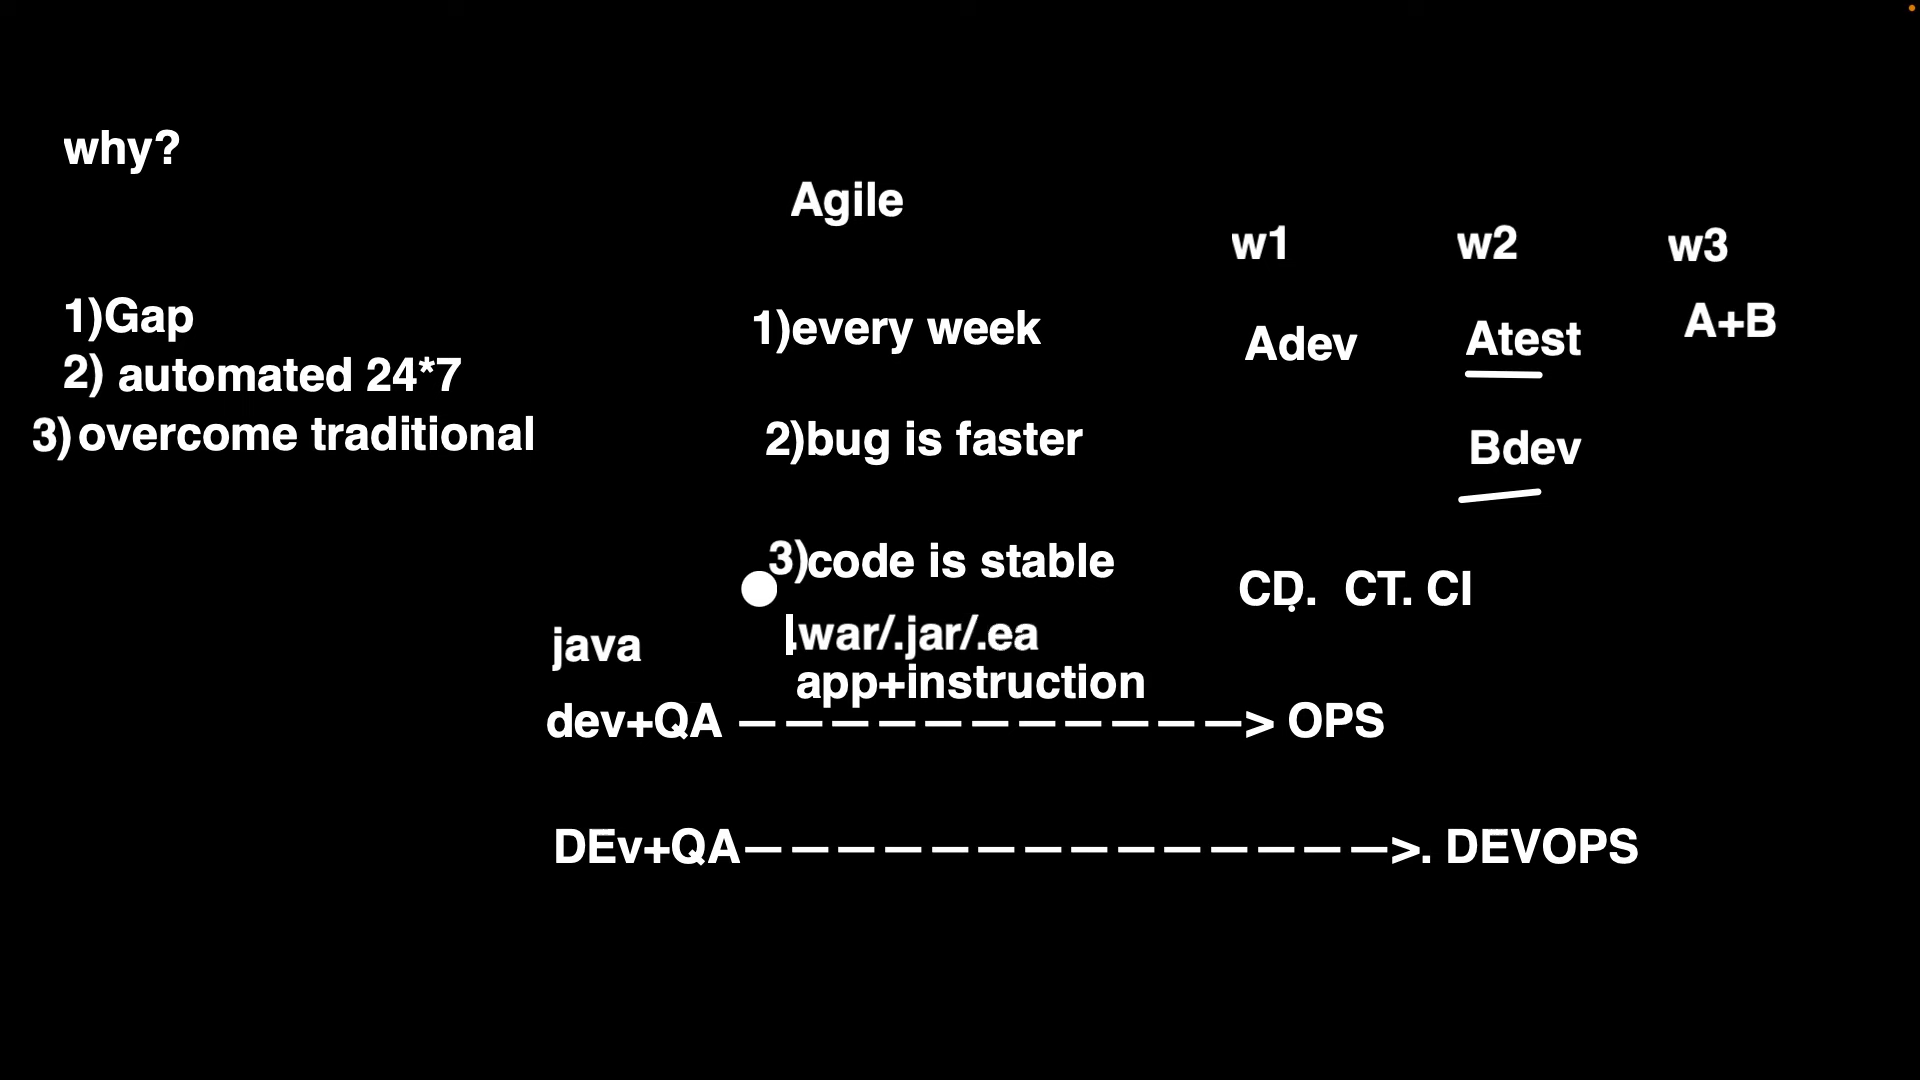 why?
1)Gap
2) automated 24*7
3)overcome traditional
Agile
1)every week
2)bug is faster
3)code is stable
w1 w2 w3
Adev Atest A+B
Bdev
CD. CT. CI
java
.war/.jar/.ea
app+instruction
dev+QA — — — — — — — — — — —> OPS
DEv+QA— — — — — — — — — — — — — —>. DEVOPS